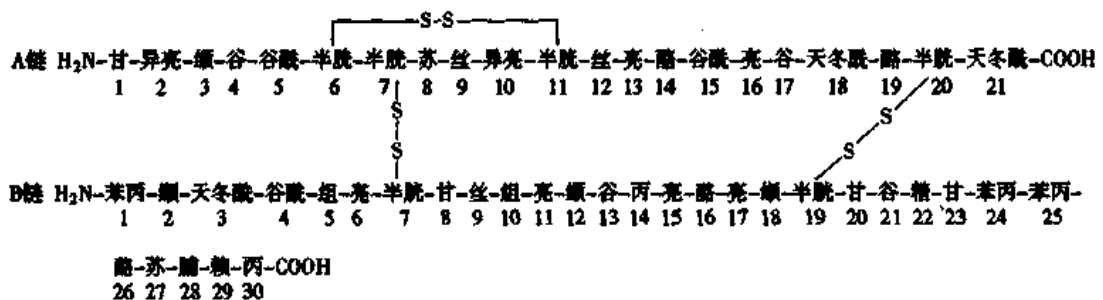 S-S
A链 H₂N-甘-异亮-缬-谷-谷酰-半胱-半胱-苏-丝-异亮-半胱-丝-亮-酪-谷酰-亮-谷-天冬酰-酪-半胱-天冬酰-COOH
1 2 3 4 5 6 7 8 9 10 11 12 13 14 15 16 17 18 19 20 21
S S
S S
B链 H₂N-苯丙-缬-天冬酰-谷酰-组-亮-半胱-甘-丝-组-亮-缬-谷-丙-亮-酪-亮-缬-半胱-甘-谷-精-甘-苯丙-苯丙-
1 2 3 4 5 6 7 8 9 10 11 12 13 14 15 16 17 18 19 20 21 22 23 24 25
酪-苏-脯-赖-丙-COOH
26 27 28 29 30